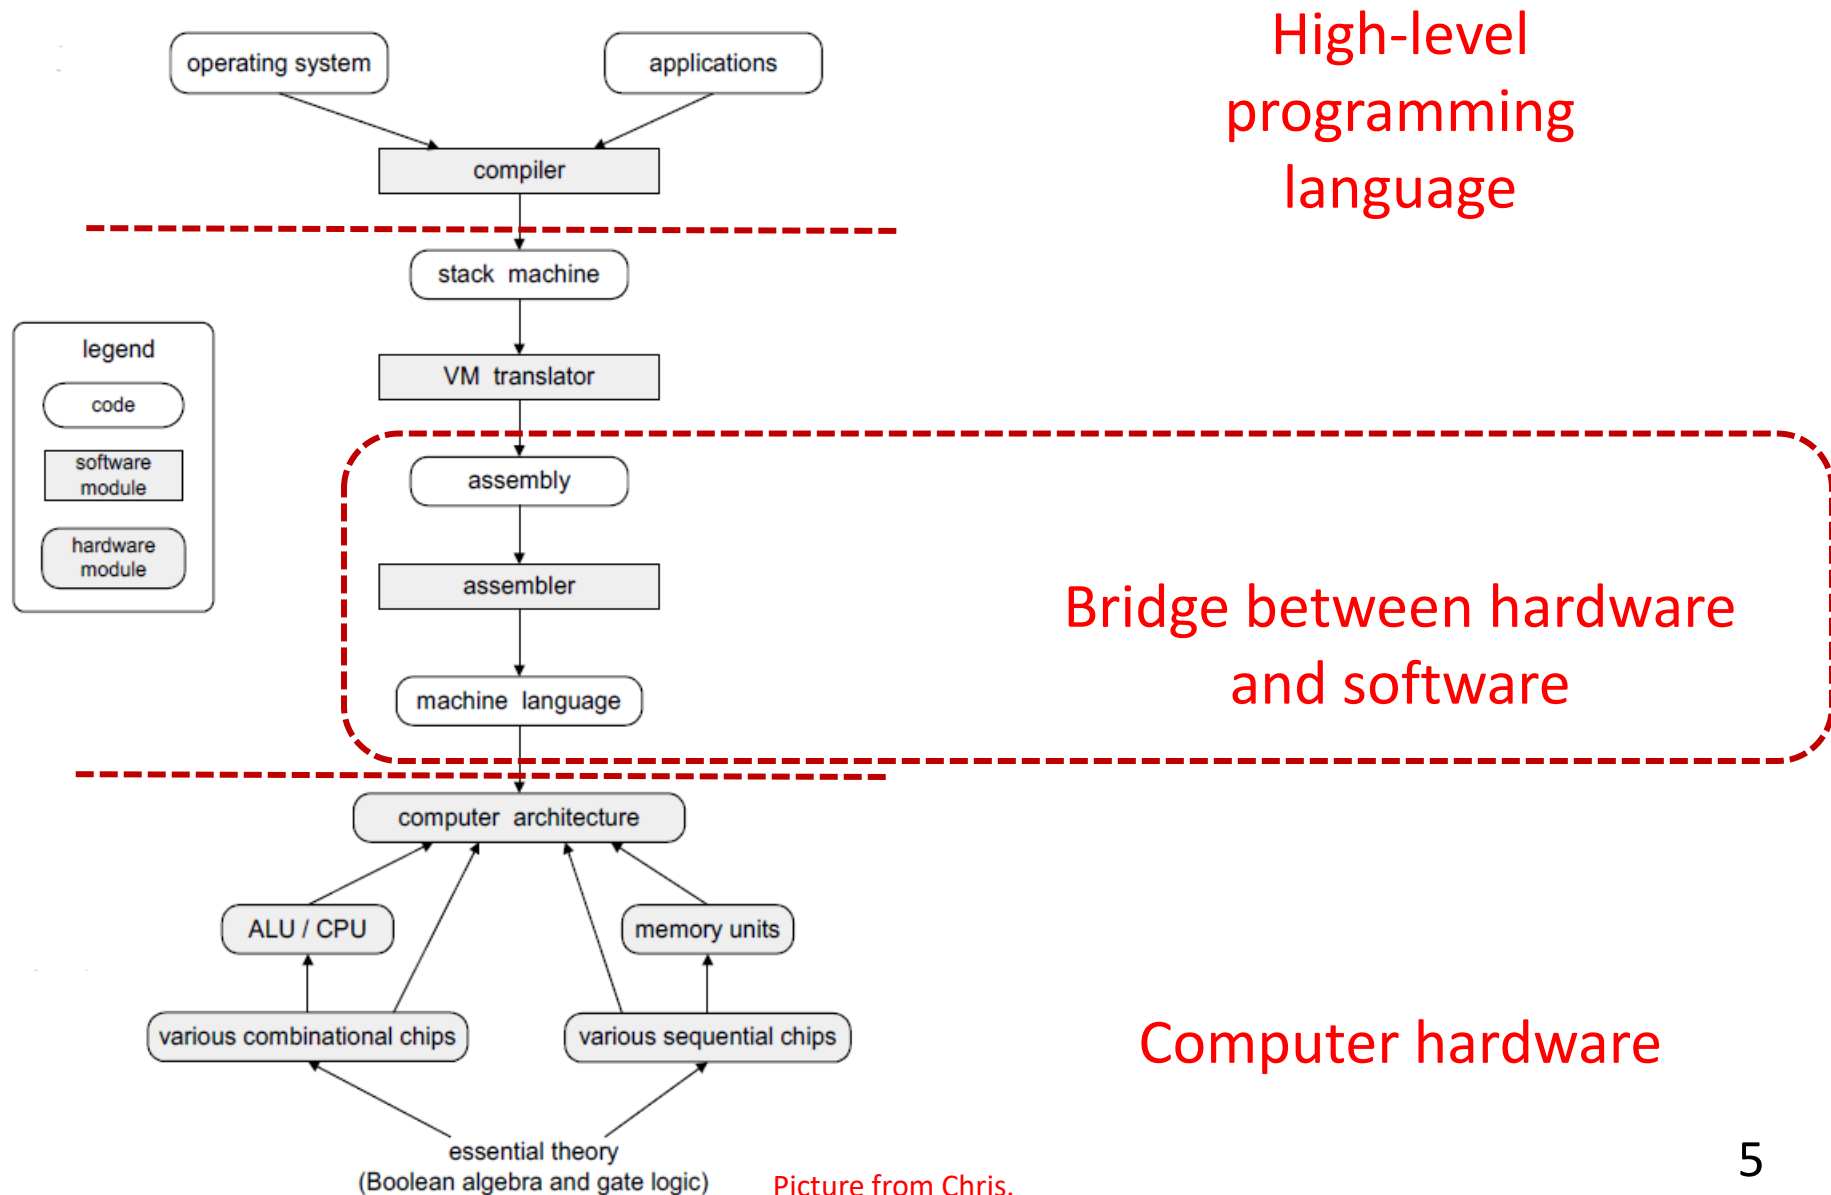 High-level
programming
language
operating system
applications
compiler
stack machine
legend
code
software
module
hardware
module
VM translator
assembly
assembler
machine language
Bridge between hardware
and software
computer architecture
ALU / CPU
memory units
various combinational chips
various sequential chips
Computer hardware
essential theory
(Boolean algebra and gate logic)
Picture from Chris.
5